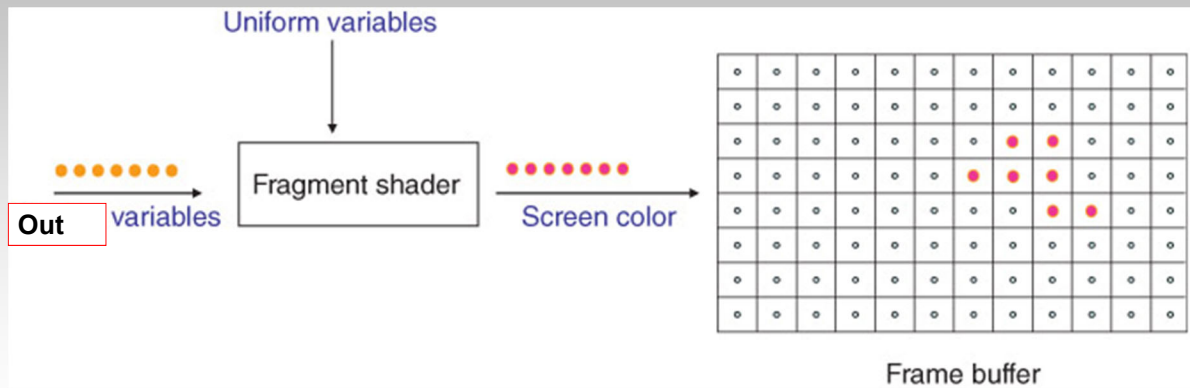 Uniform variables
Fragment shader
Out variables
Screen color
Frame buffer